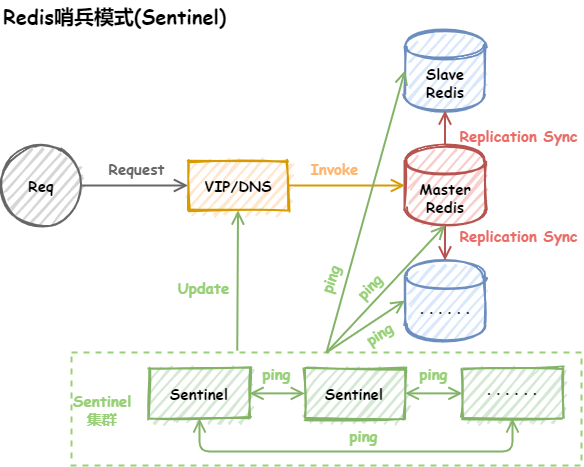 Redis哨兵模式(Sentinel)
Slave
Redis
Replication Sync
Req
Request
VIP/DNS
Invoke
Master
Redis
Replication Sync
Update
ping
ping
ping
......
Sentinel
集群
Sentinel
ping
Sentinel
ping
......
ping